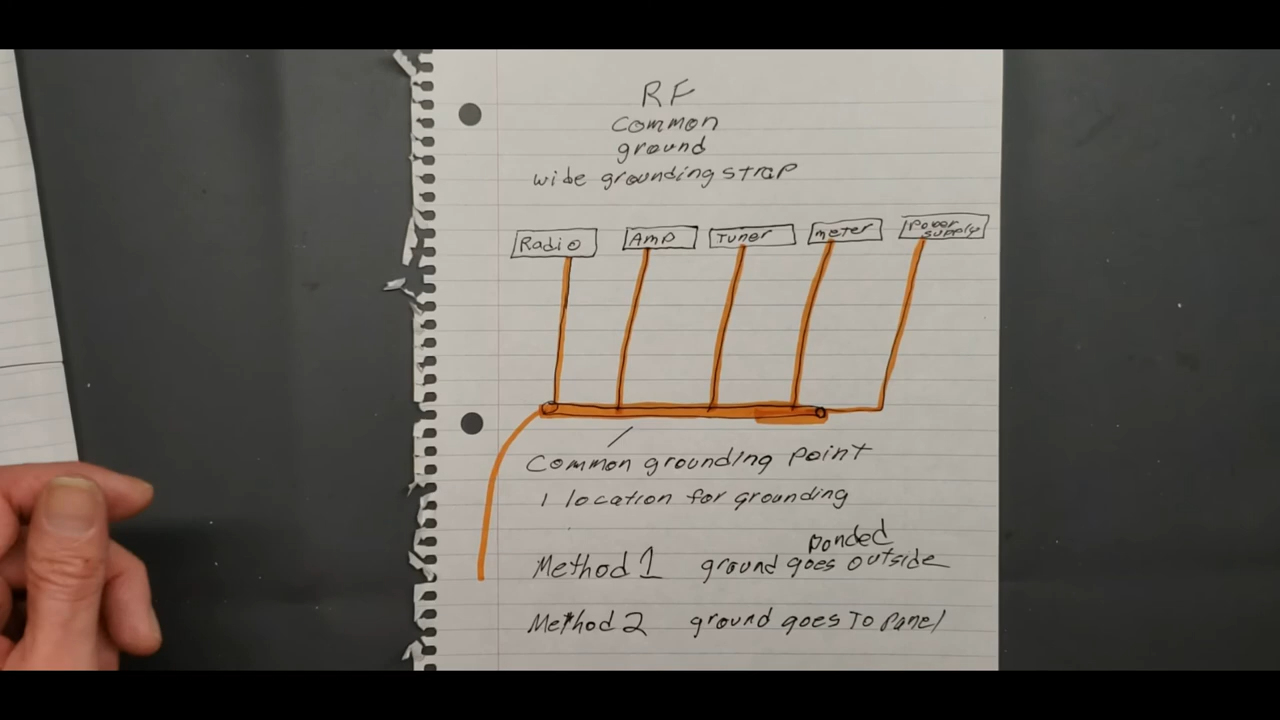 RF
Common
ground
wide grounding strap
Radio
Amp
Tuner
meter
Power
supply
Common grounding point
1 location for grounding
ponded
Method 1 ground goes outside
Method 2 ground goes To panel